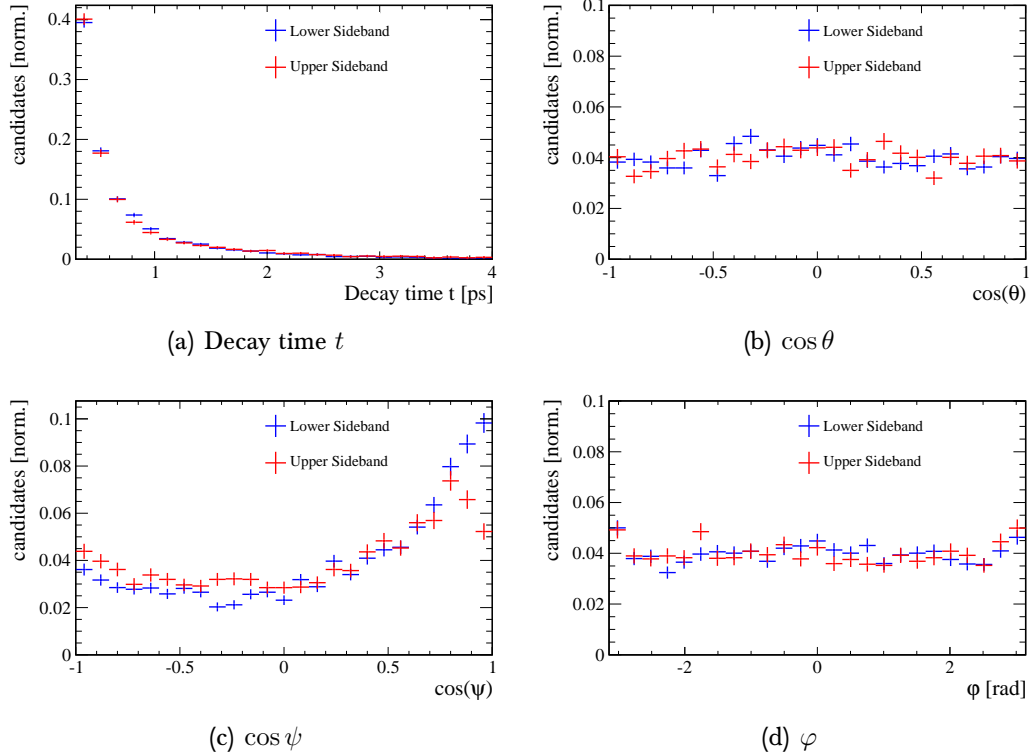 candidates [norm.]
0.4
0.3
0.2
0.1
0
1
2
3
4
Decay time t [ps]
Lower Sideband
Upper Sideband
(a) Decay time t
candidates [norm.]
0.1
0.08
0.06
0.04
0.02
0
-1
-0.5
0
0.5
1
cos(θ)
Lower Sideband
Upper Sideband
(b) cos θ
candidates [norm.]
0.1
0.08
0.06
0.04
0.02
0
-1
-0.5
0
0.5
1
cos(ψ)
Lower Sideband
Upper Sideband
(c) cos ψ
candidates [norm.]
0.1
0.08
0.06
0.04
0.02
0
-2
0
2
φ [rad]
Lower Sideband
Upper Sideband
(d) φ